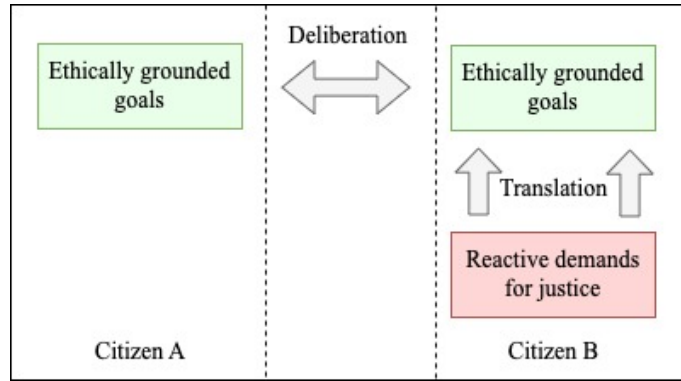 Deliberation
Ethically grounded
goals
Ethically grounded
goals
Translation
Reactive demands
for justice
Citizen A
Citizen B